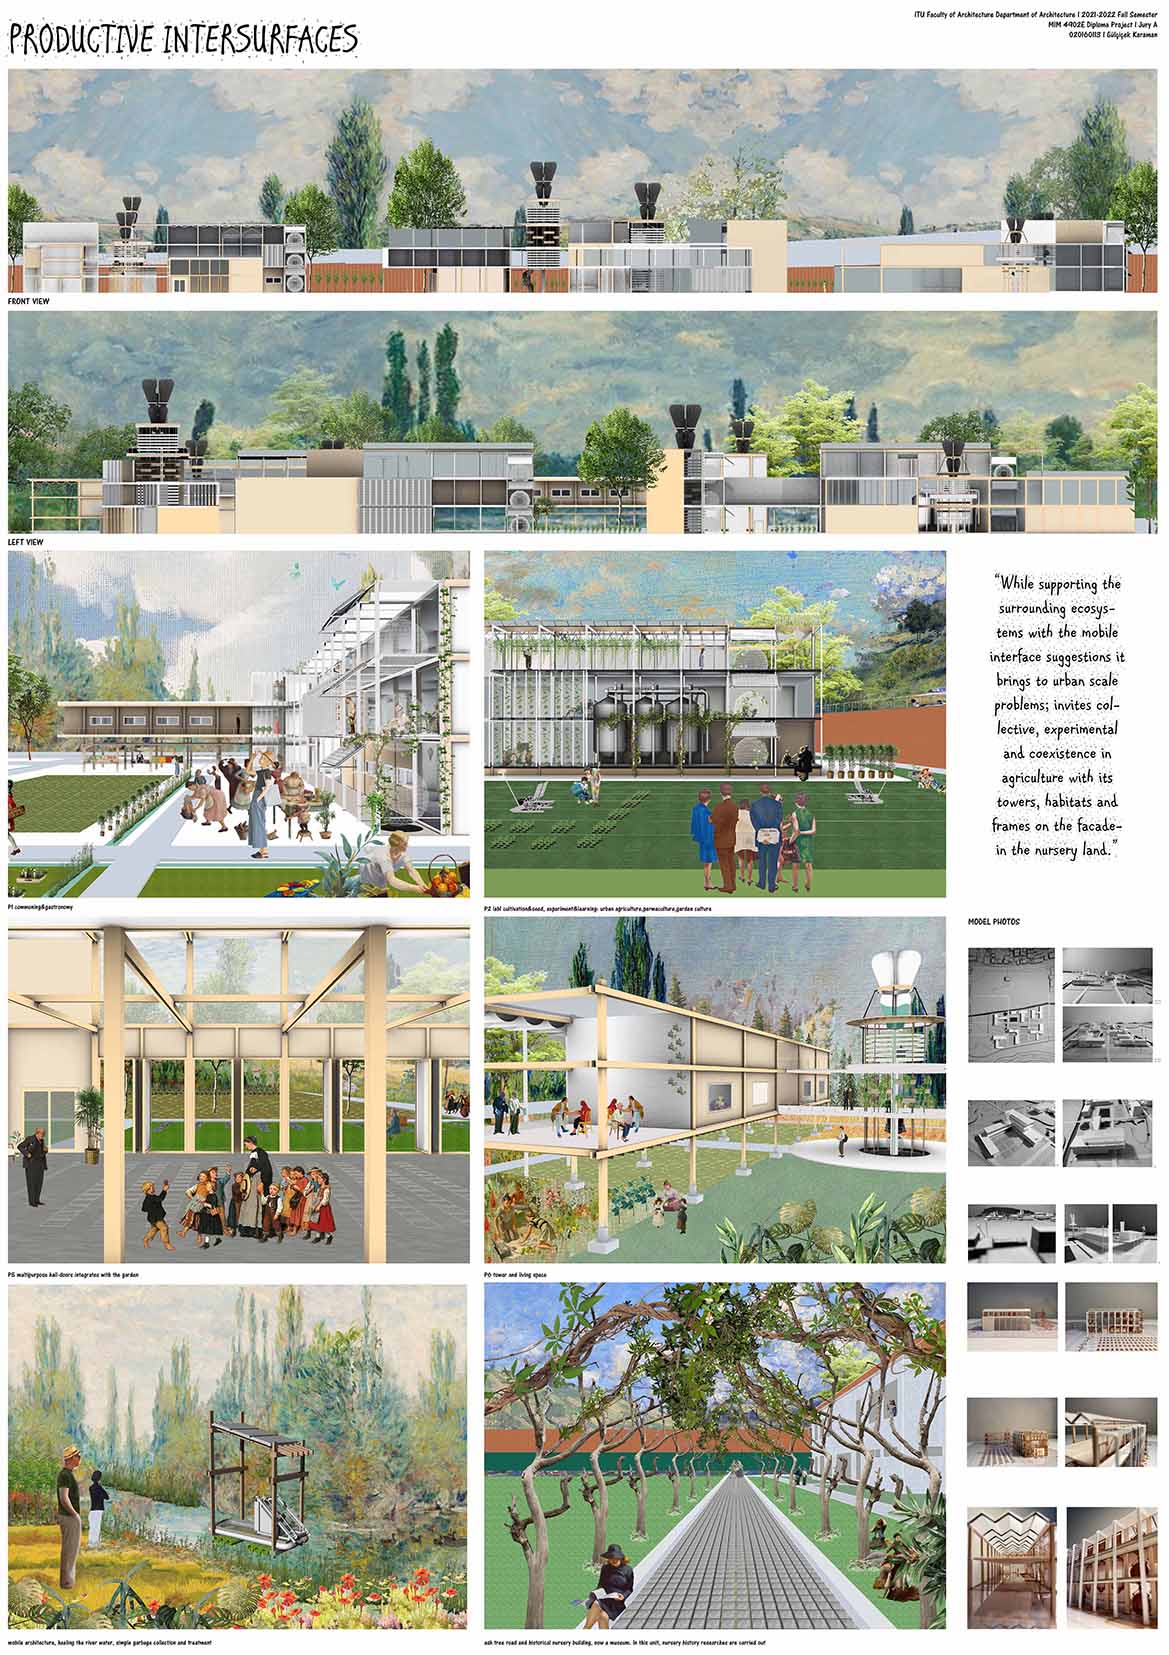 PRODUCTIVE INTERSURFACES
ITU Faculty of Architecture Department of Architecture I 2021-2022 Fall Semester
MIM 4902E Diploma Project I Jury A
020160113 I Gülçiçek Karaman
FRONT VIEW
LEFT VIEW
"While supporting the
surrounding ecosys-
tems with the mobile
interface suggestions it
brings to urban scale
problems; invites col-
lective, experimental
and coexistence in
agriculture with its
towers, habitats and
frames on the facade-
in the nursery land."
P1 commoning&gastronomy
P2 lab! cultivation&seed, experiment&learning: urban agriculture,permaculture,garden culture
MODEL PHOTOS
P5 multipurpose hall-doors integrates with the garden
P6 tower and living space
mobile architecture, healing the river water, simple garbage collection and treatment
ash tree road and historical nursery building, now a museum. In this unit, nursery history researches are carried out